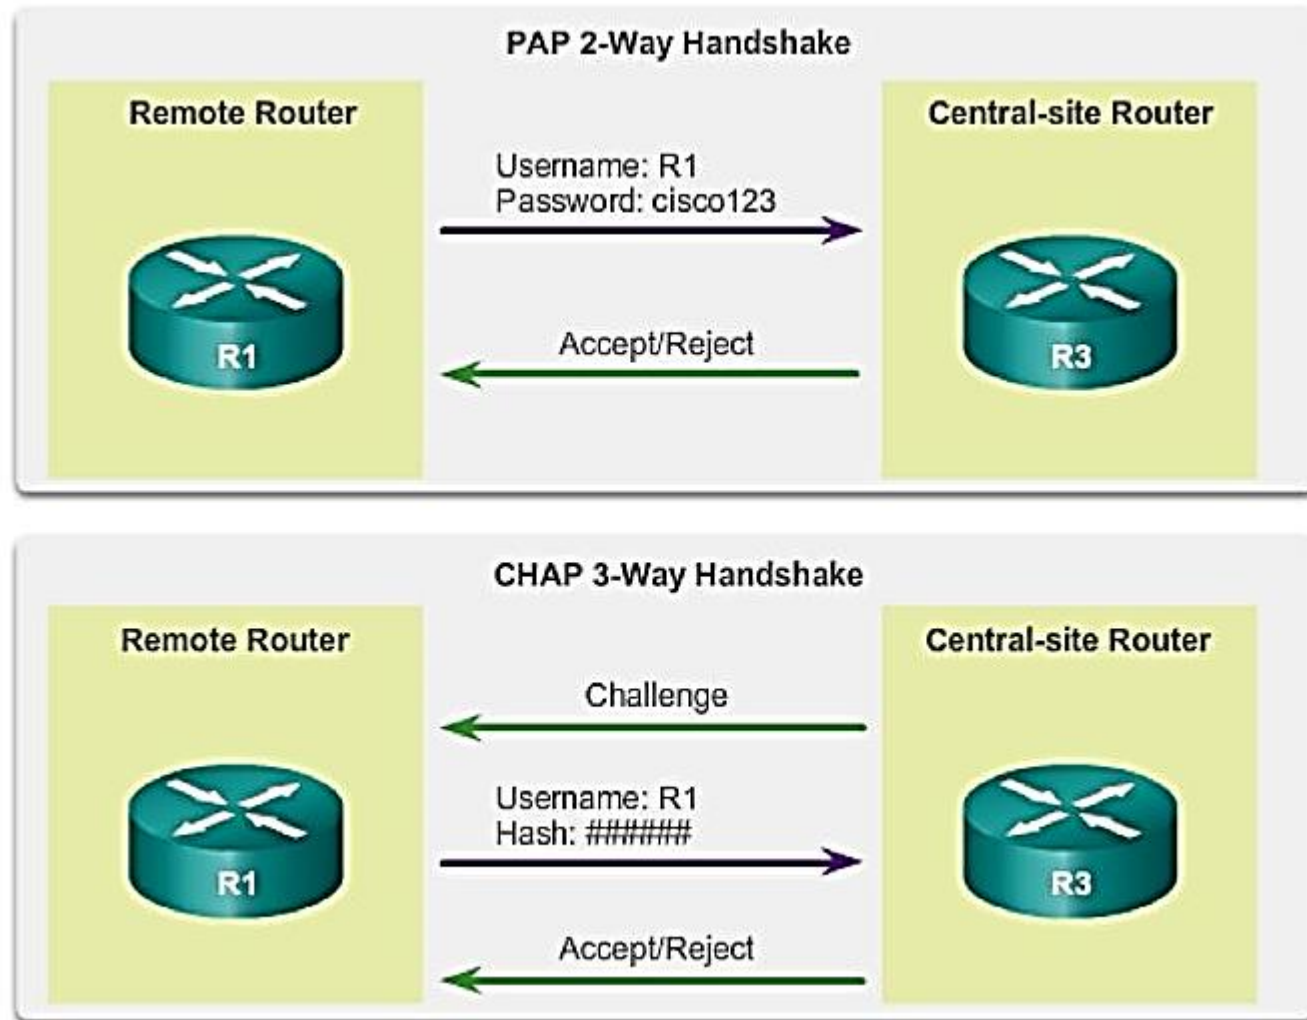 PAP 2-Way Handshake
Remote Router
Central-site Router
Username: R1
Password: cisco123
Accept/Reject
R1
R3
CHAP 3-Way Handshake
Remote Router
Central-site Router
Challenge
Username: R1
Hash: ######
R1
R3
Accept/Reject